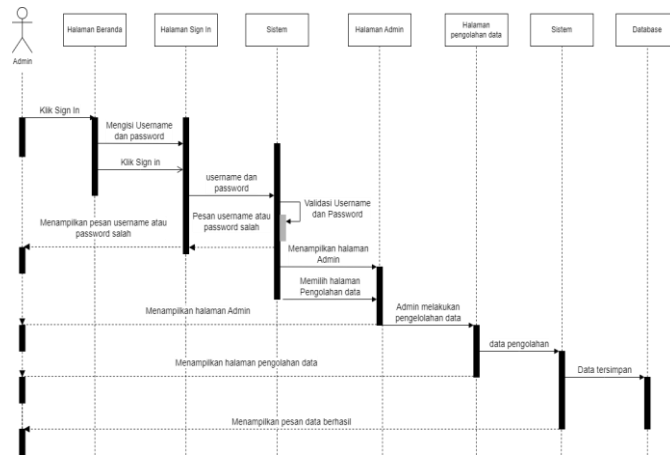 Admin
Halaman Beranda
Halaman Sign In
Sistem
Halaman Admin
Halaman
pengolahan data
Sistem
Database
Klik Sign In
Mengisi Username
dan password
Klik Sign in
username dan
password
Validasi Username
dan Password
Menampilkan pesan username atau
password salah
Pesan username atau
password salah
Menampilkan halaman
Admin
Memilih halaman
Pengolahan data
Menampilkan halaman Admin
Admin melakukan
pengelolahan data
data pengolahan
Menampilkan halaman pengolahan data
Data tersimpan
Menampilkan pesan data berhasil